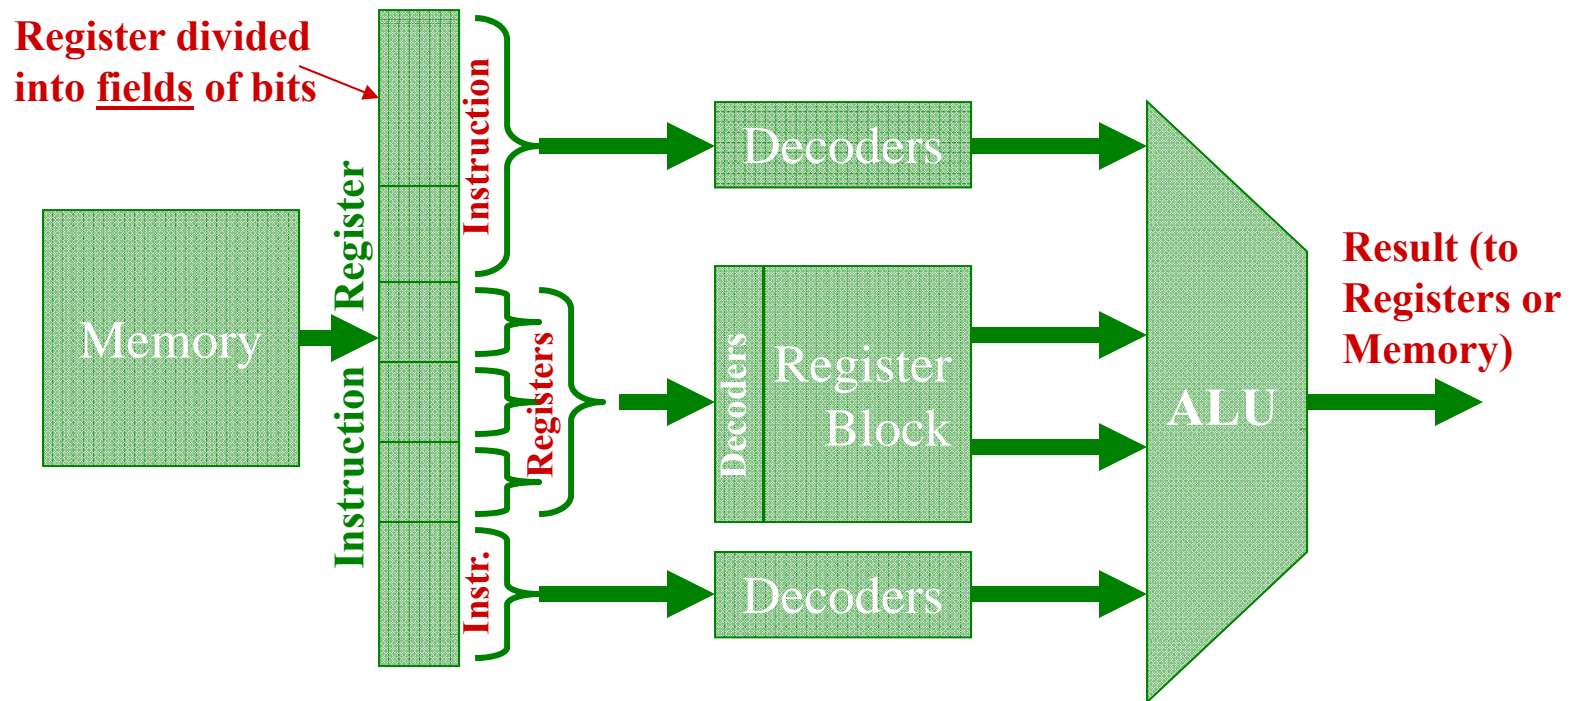 Register divided
into fields of bits
Memory
Instruction Register
Instruction
Registers
Instr.
Decoders
Decoders
Register
Block
Decoders
ALU
Result (to
Registers or
Memory)